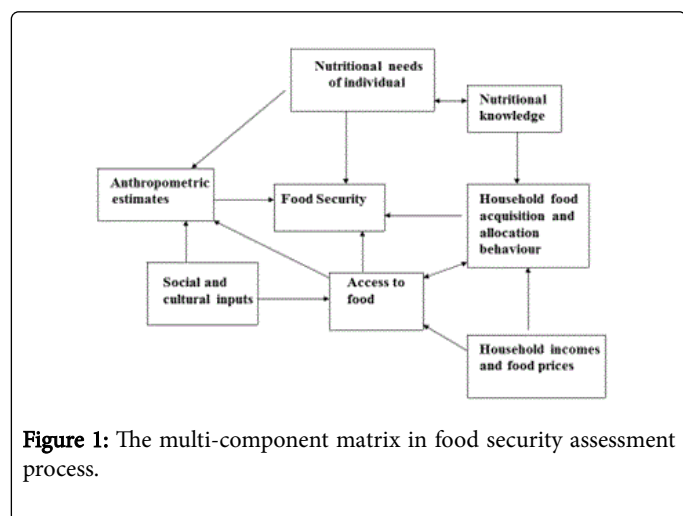 Nutritional needs
of individual
Nutritional
knowledge
Anthropometric
estimates
Food Security
Household food
acquisition and
allocation
behaviour
Social and
cultural inputs
Access to
food
Household incomes
and food prices
Figure 1: The multi-component matrix in food security assessment
process.